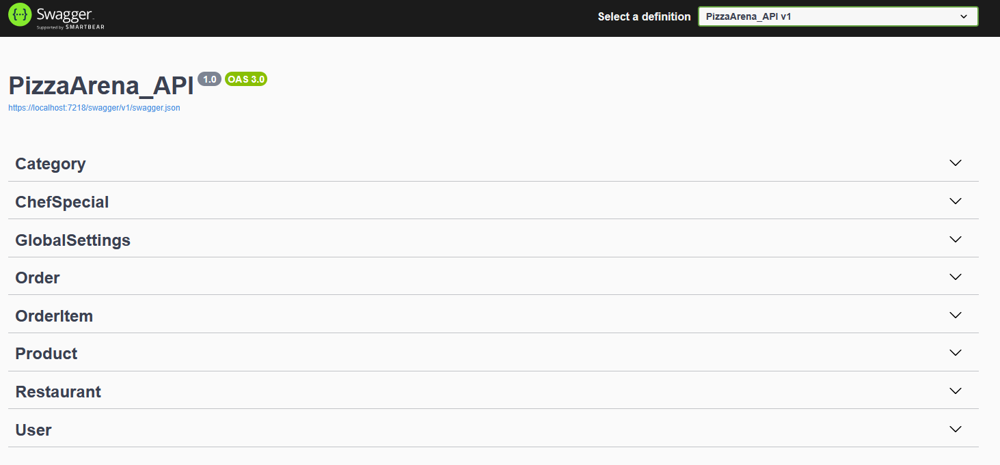 Swagger.
Supported by SMARTBEAR
Select a definition
PizzaArena_API v1
PizzaArena_API 1.0 OAS 3.0
https://localhost:7218/swagger/v1/swagger.json
Category
ChefSpecial
GlobalSettings
Order
OrderItem
Product
Restaurant
User